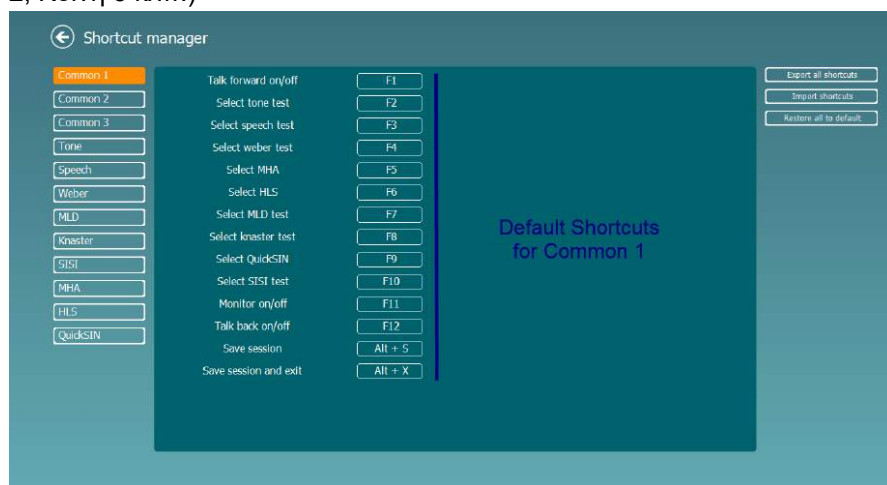 Shortcut manager
Common 1
Common 2
Common 3
Tone
Speech
Weber
MLD
Knaster
SISI
MHA
HLS
QuickSIN
Talk forward on/off F1
Select tone test F2
Select speech test F3
Select weber test F4
Select MHA F5
Select HLS F6
Select MLD test F7
Select knaster test F8
Select QuickSIN F9
Select SISI test F10
Monitor on/off F11
Talk back on/off F12
Save session Alt + S
Save session and exit Alt + X
Default Shortcuts
for Common 1
Export all shortcuts
Import shortcuts
Restore all to default